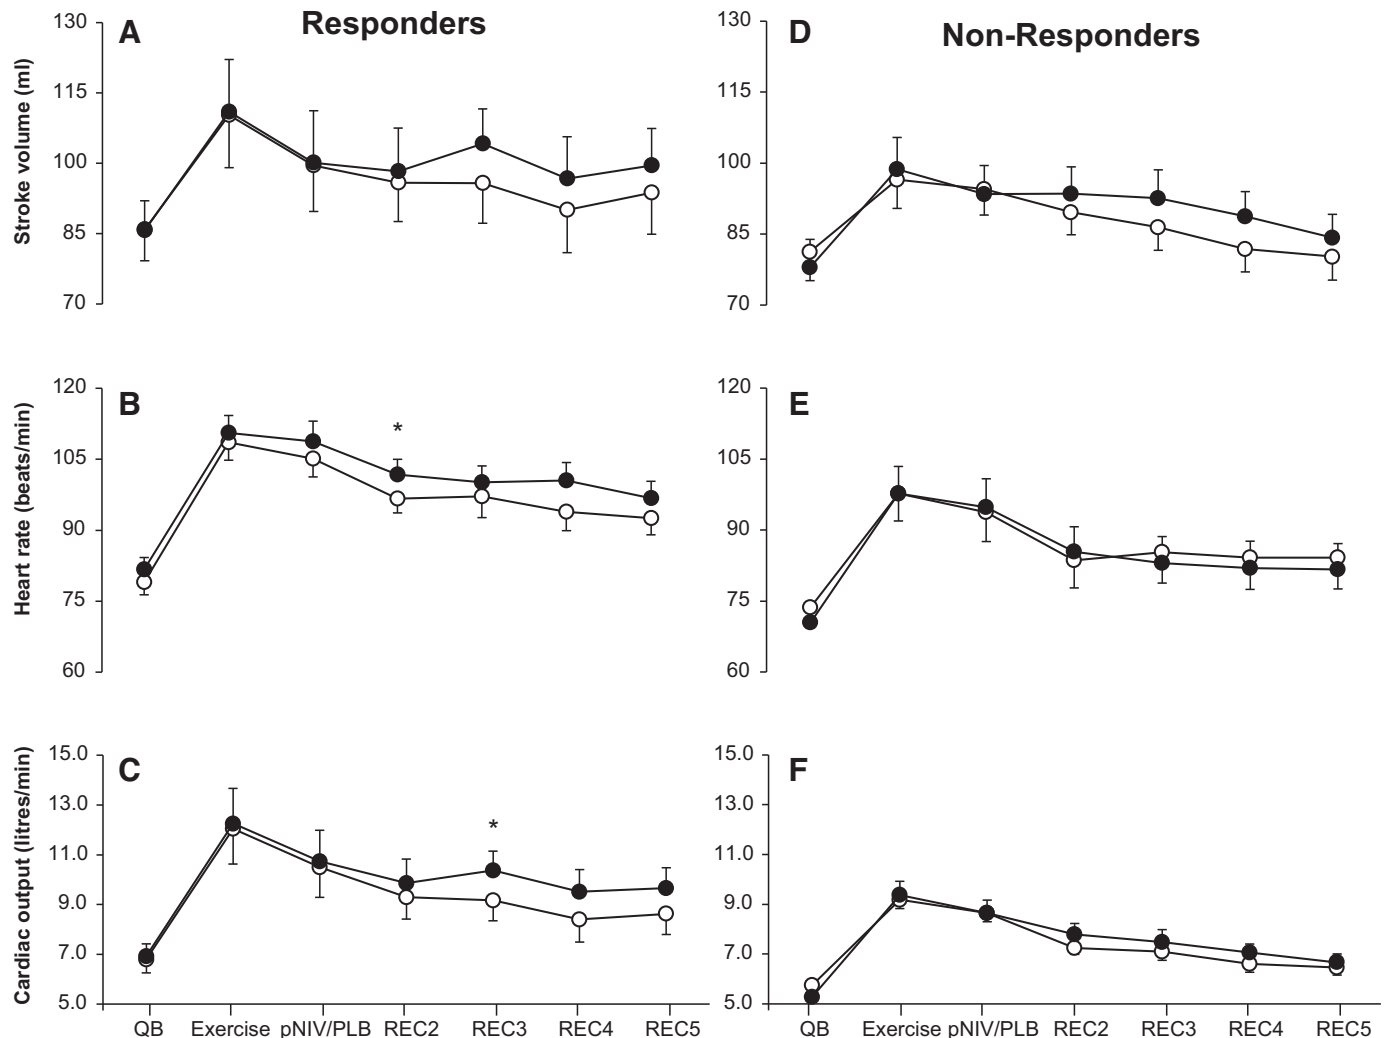 Responders
Non-Responders
A
Stroke volume (ml)
130
115
100
85
70
D
130
115
100
85
70
B
*
Heart rate (beats/min)
120
105
90
75
60
E
120
105
90
75
60
C
*
Cardiac output (litres/min)
15.0
13.0
11.0
9.0
7.0
5.0
QB Exercise pNIV/PLB REC2 REC3 REC4 REC5
F
15.0
13.0
11.0
9.0
7.0
5.0
QB Exercise pNIV/PLB REC2 REC3 REC4 REC5